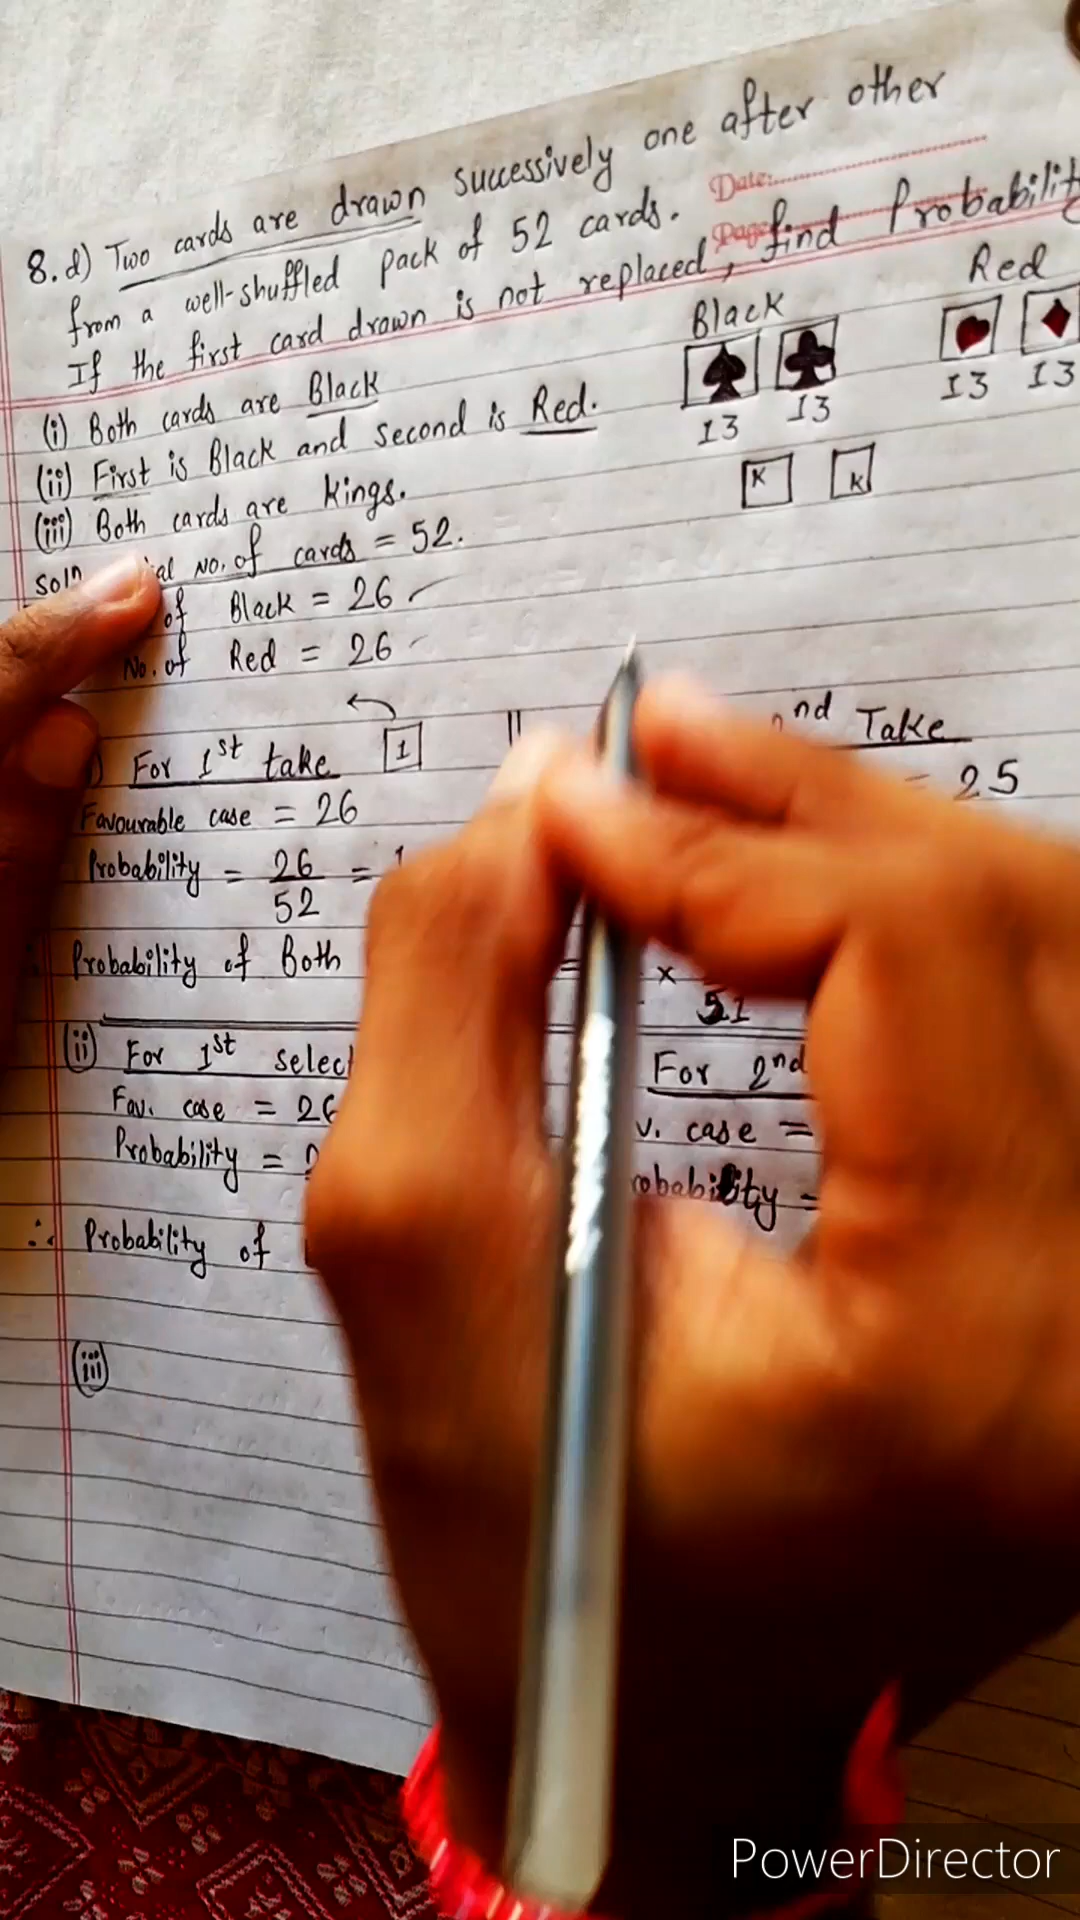 8. d) Two cards are drawn successively one after other
Date:
from a well-shuffled pack of 52 cards.
Page
If the first card drawn is not replaced, find Probability
Black
Red
13 13 13 13
(i) Both cards are Black
(ii) First is Black and second is Red.
(iii) Both cards are kings.
K K
Soln No. of cards = 52.
of Black = 26
No. of Red = 26
For 1st take 1
2nd Take
Favourable case = 26
= 25
Probability = 26/52 =
Probability of Both
= × /51
(ii) For 1st
For 2nd
Fav. case = 26
case =
Probability =
Probability =
∴ Probability of
(iii)
PowerDirector